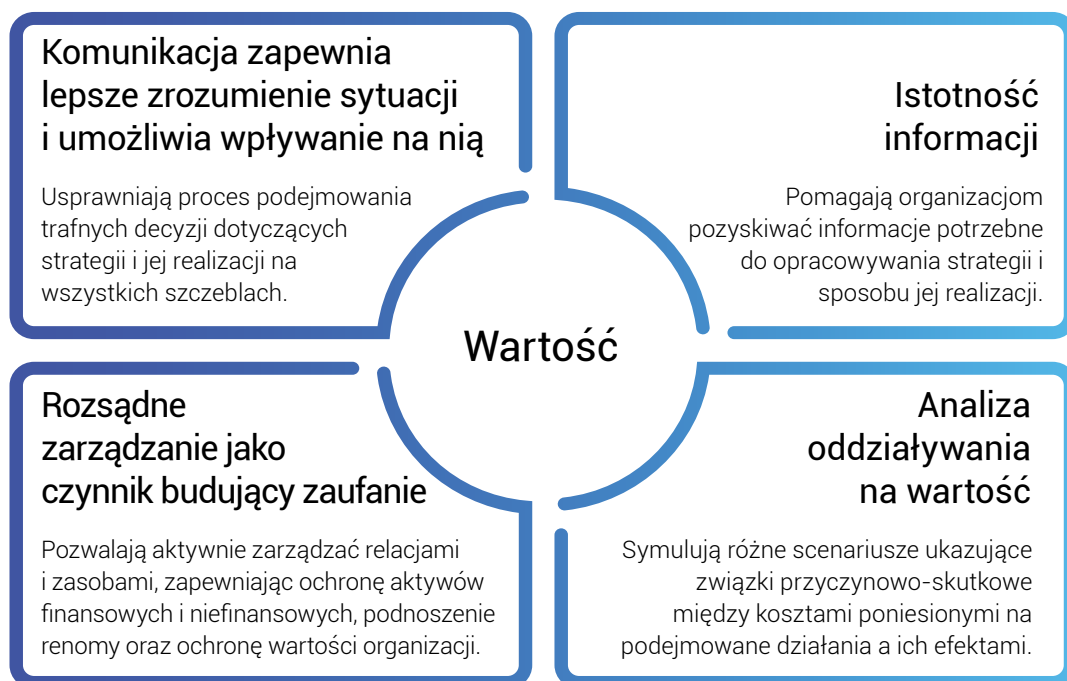 Komunikacja zapewnia
lepsze zrozumienie sytuacji
i umożliwia wpływanie na nią
Usprawniają proces podejmowania
trafnych decyzji dotyczących
strategii i jej realizacji na
wszystkich szczeblach.
Istotność
informacji
Pomagają organizacjom
pozyskiwać informacje potrzebne
do opracowywania strategii i
sposobu jej realizacji.
Wartość
Rozsądne
zarządzanie jako
czynnik budujący zaufanie
Pozwalają aktywnie zarządzać relacjami
i zasobami, zapewniając ochronę aktywów
finansowych i niefinansowych, podnoszenie
renomy oraz ochronę wartości organizacji.
Analiza
oddziaływania
na wartość
Symulują różne scenariusze ukazujące
związki przyczynowo-skutkowe
między kosztami poniesionymi na
podejmowane działania a ich efektami.